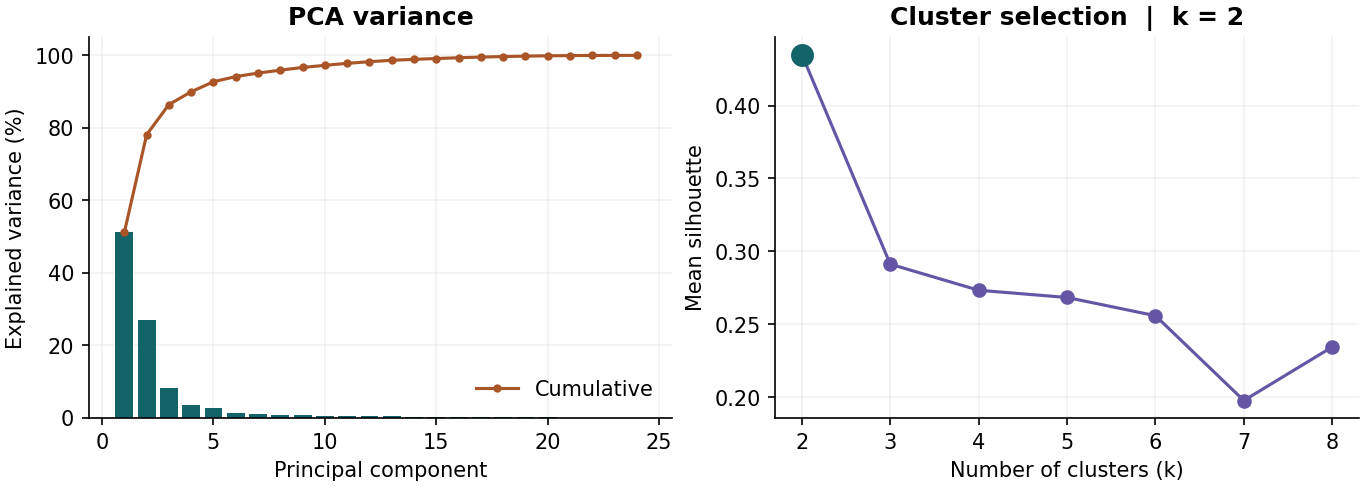 PCA variance
Explained variance (%)
100
80
60
40
20
0
0 5 10 15 20 25
Principal component
Cumulative
Cluster selection | k = 2
Mean silhouette
0.40
0.35
0.30
0.25
0.20
2 3 4 5 6 7 8
Number of clusters (k)